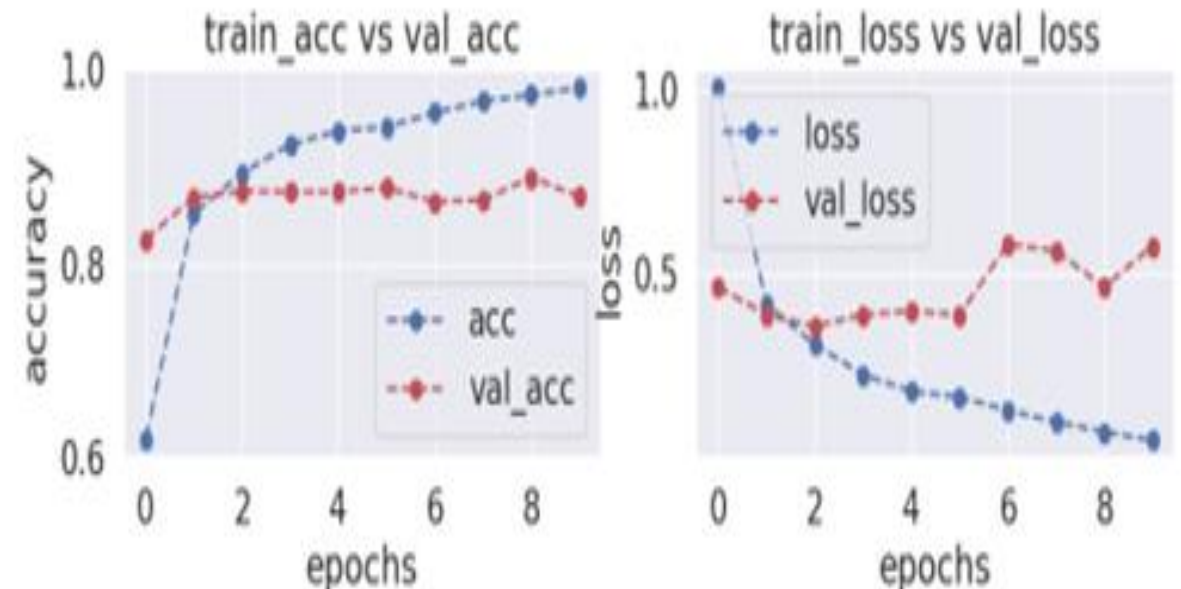 train_acc vs val_acc
accuracy
1.0
0.8
0.6
acc
val_acc
0 2 4 6 8
epochs
train_loss vs val_loss
loss
1.0
0.5
loss
val_loss
0 2 4 6 8
epochs